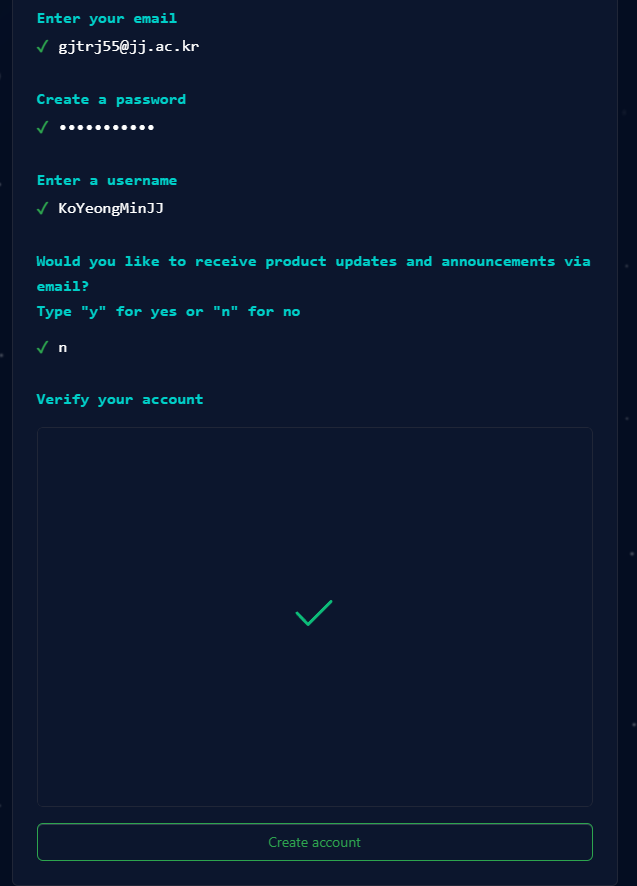 Enter your email
✓ gjtrj55@jj.ac.kr
Create a password
✓ •••••••••••
Enter a username
✓ KoYeongMinJJ
Would you like to receive product updates and announcements via
email?
Type "y" for yes or "n" for no
✓ n
Verify your account
Create account